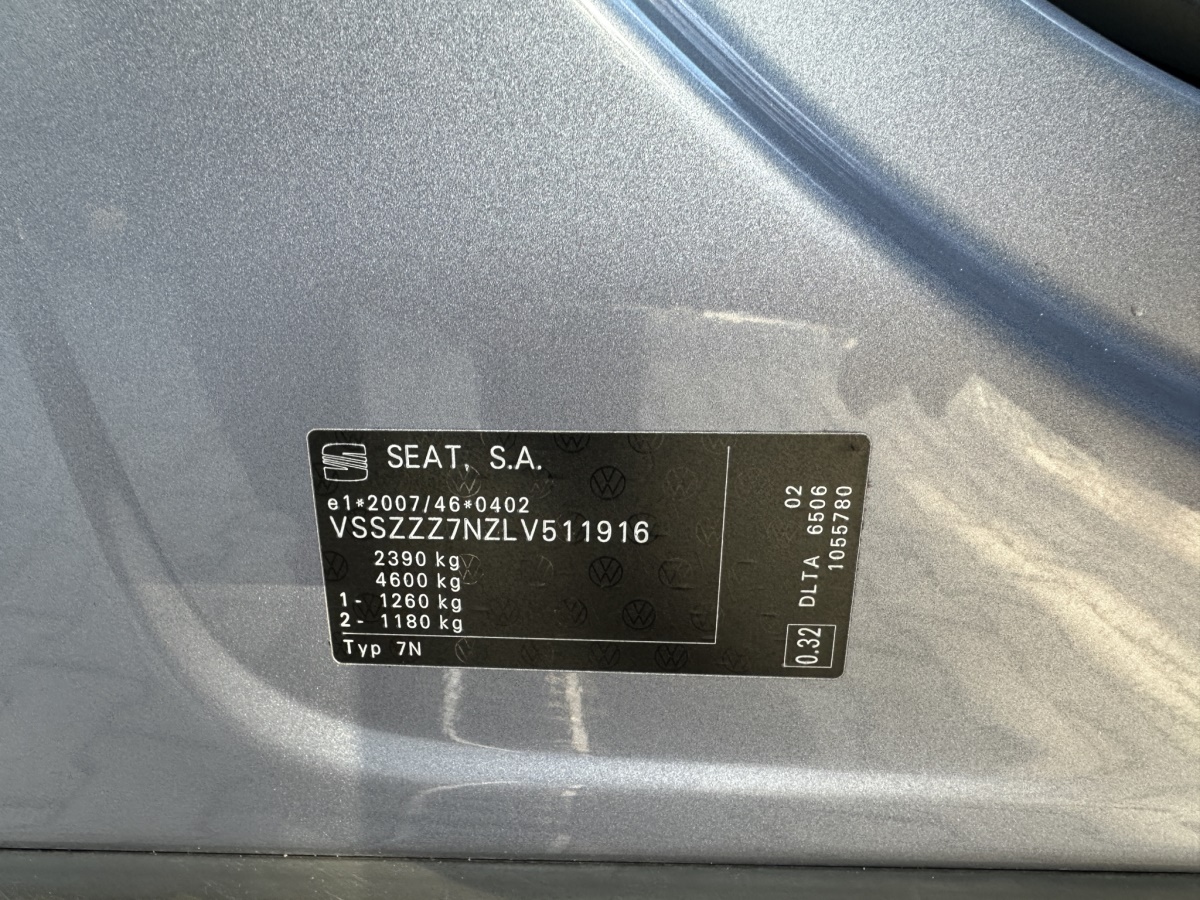 SEAT, S.A.
e1*2007/46*0402
VSSZZZ7NZLV511916
2390 kg
4600 kg
1- 1260 kg
2- 1180 kg
Typ 7N
02
DLTA 6506
1055780
0.32